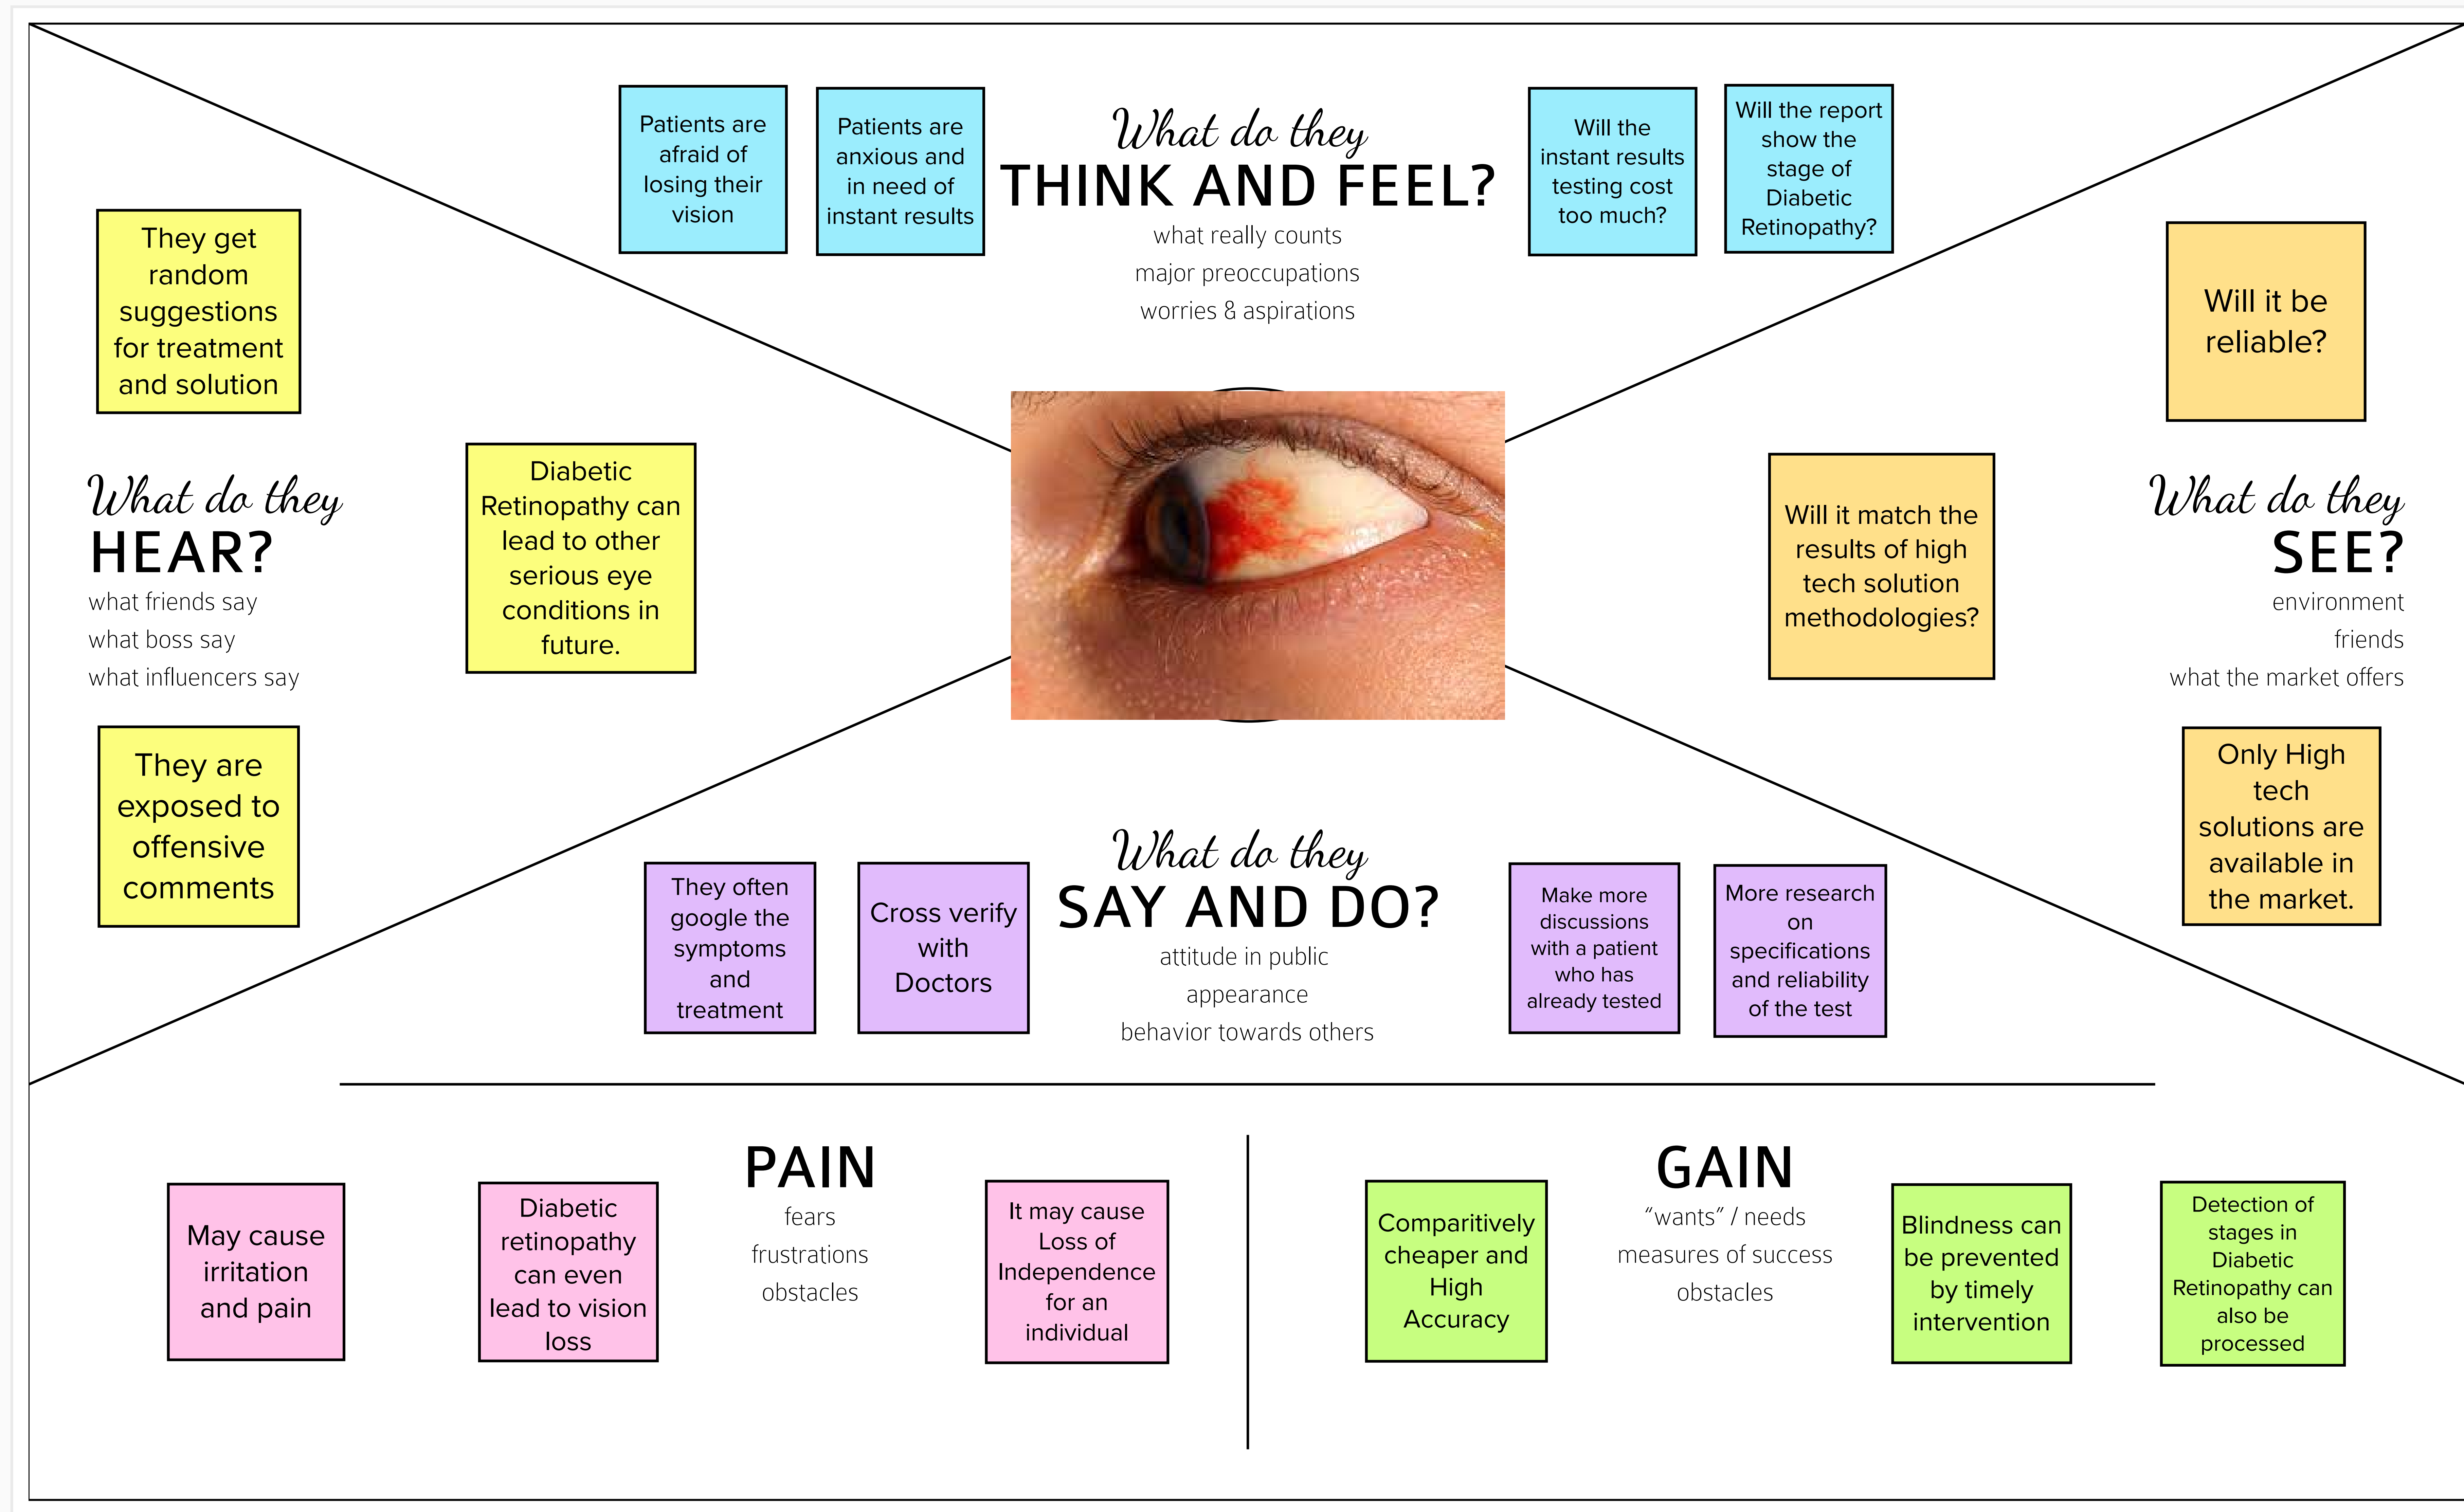 Patients are
afraid of
losing their
vision
Patients are
anxious and
in need of
instant results
What do they
THINK AND FEEL?
what really counts
major preoccupations
worries & aspirations
Will the
instant results
testing cost
too much?
Will the report
show the
stage of
Diabetic
Retinopathy?
They get
random
suggestions
for treatment
and solution
What do they
HEAR?
what friends say
what boss say
what influencers say
Diabetic
Retinopathy can
lead to other
serious eye
conditions in
future.
They are
exposed to
offensive
comments
Will it be
reliable?
Will it match the
results of high
tech solution
methodologies?
What do they
SEE?
environment
friends
what the market offers
Only High
tech
solutions are
available in
the market.
They often
google the
symptoms
and
treatment
Cross verify
with
Doctors
What do they
SAY AND DO?
attitude in public
appearance
behavior towards others
Make more
discussions
with a patient
who has
already tested
More research
on
specifications
and reliability
of the test
May cause
irritation
and pain
Diabetic
retinopathy
can even
lead to vision
loss
PAIN
fears
frustrations
obstacles
It may cause
Loss of
Independence
for an
individual
Comparitively
cheaper and
High
Accuracy
GAIN
“wants” / needs
measures of success
obstacles
Blindness can
be prevented
by timely
intervention
Detection of
stages in
Diabetic
Retinopathy can
also be
processed